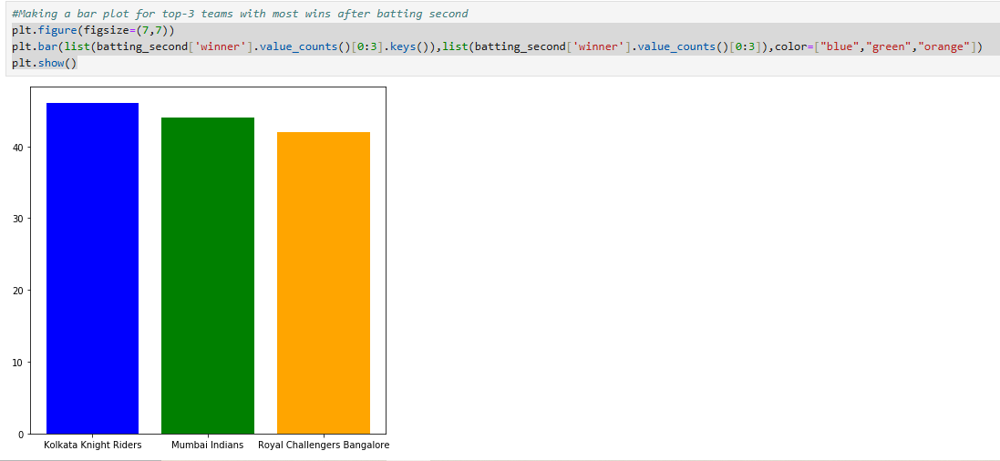 #Making a bar plot for top-3 teams with most wins after batting second
plt.figure(figsize=(7,7))
plt.bar(list(batting_second['winner'].value_counts()[0:3].keys()),list(batting_second['winner'].value_counts()[0:3]),color=["blue","green","orange"])
plt.show()
40
30
20
10
0
Kolkata Knight Riders Mumbai Indians Royal Challengers Bangalore